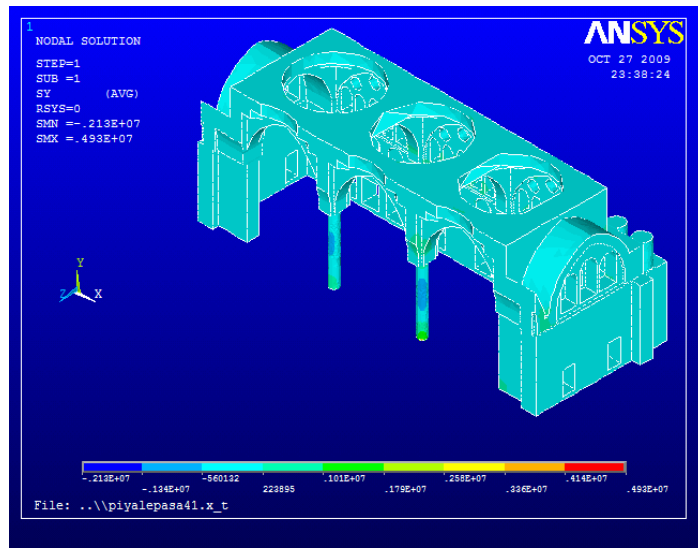 1
NODAL SOLUTION
STEP=1
SUB =1
SY (AVG)
RSYS=0
SMN =-.213E+07
SMX =.493E+07
ANSYS
OCT 27 2009
23:38:24
Y
Z X
-.213E+07 -.134E+07 -560132 223895 .101E+07 .179E+07 .258E+07 .336E+07 .414E+07 .493E+07
File: ..\\piyalepasa41.x_t